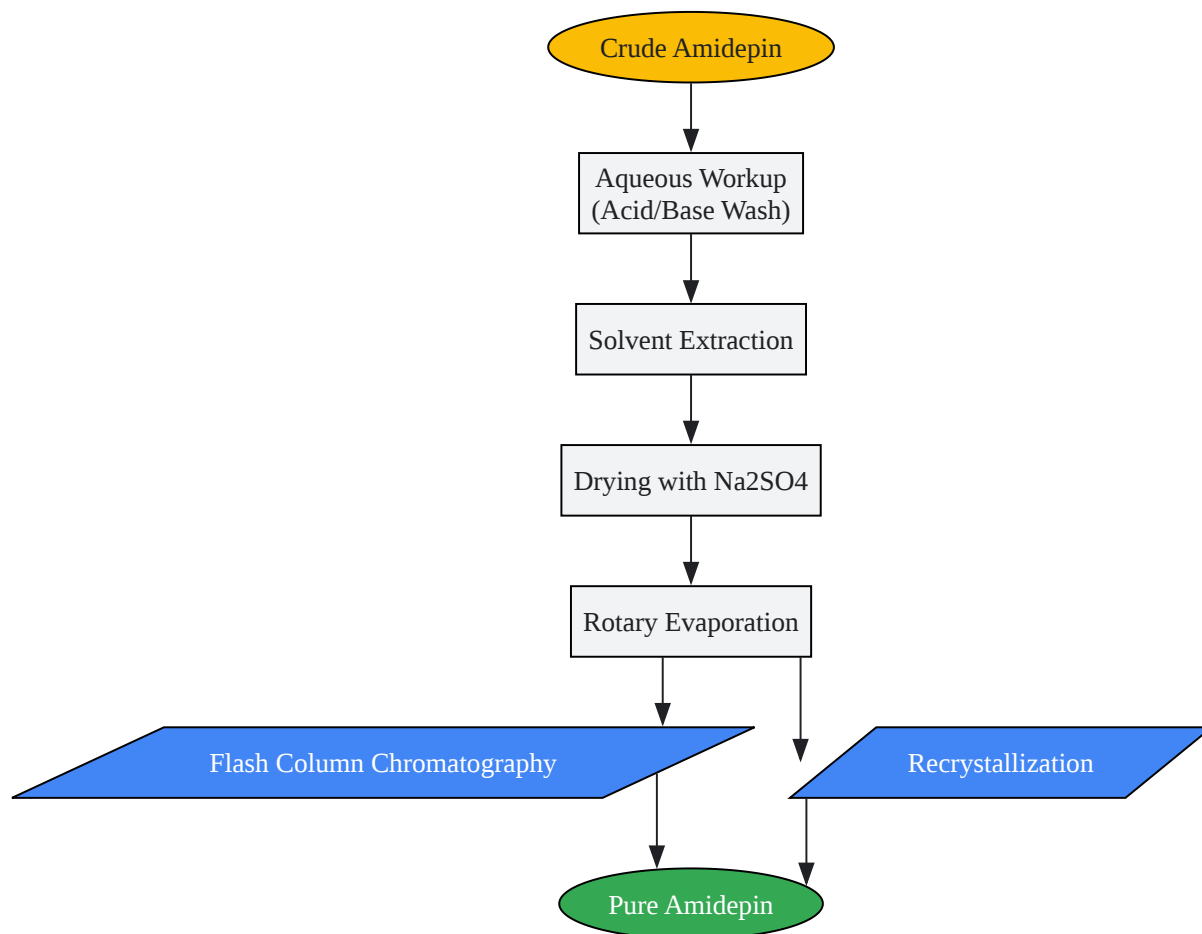 Crude Amidepin
Aqueous Workup
(Acid/Base Wash)
Solvent Extraction
Drying with Na2SO4
Rotary Evaporation
Flash Column Chromatography
Recrystallization
Pure Amidepin